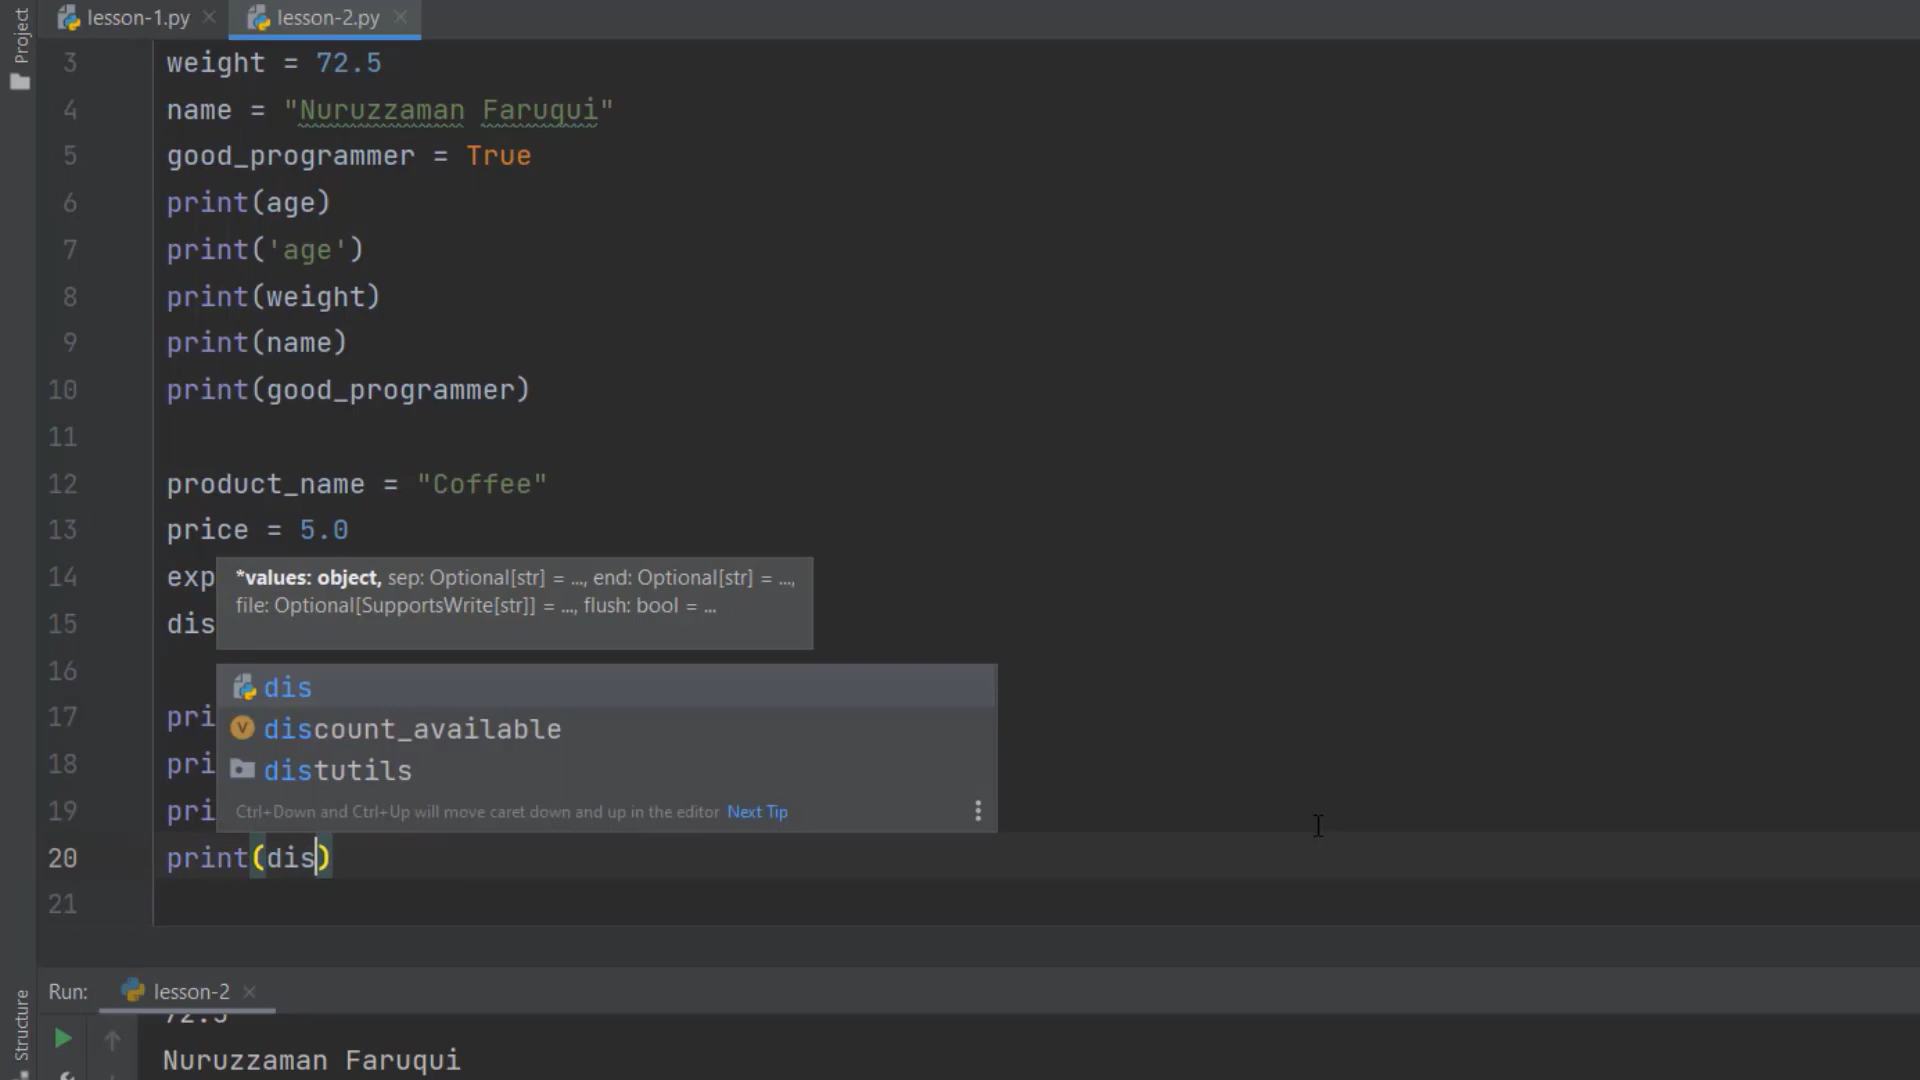 Project
lesson-1.py
lesson-2.py
3 weight = 72.5
4 name = "Nuruzzaman Faruqui"
5 good_programmer = True
6 print(age)
7 print('age')
8 print(weight)
9 print(name)
10 print(good_programmer)
11
12 product_name = "Coffee"
13 price = 5.0
14 exp
*values: object, sep: Optional[str] = ..., end: Optional[str] = ...,
file: Optional[SupportsWrite[str]] = ..., flush: bool = ...
15 dis
16
dis
17 pri
discount_available
18 pri
distutils
19 pri
Ctrl+Down and Ctrl+Up will move caret down and up in the editor Next Tip
20 print(dis)
21
Structure
Run: lesson-2
72.5
Nuruzzaman Faruqui